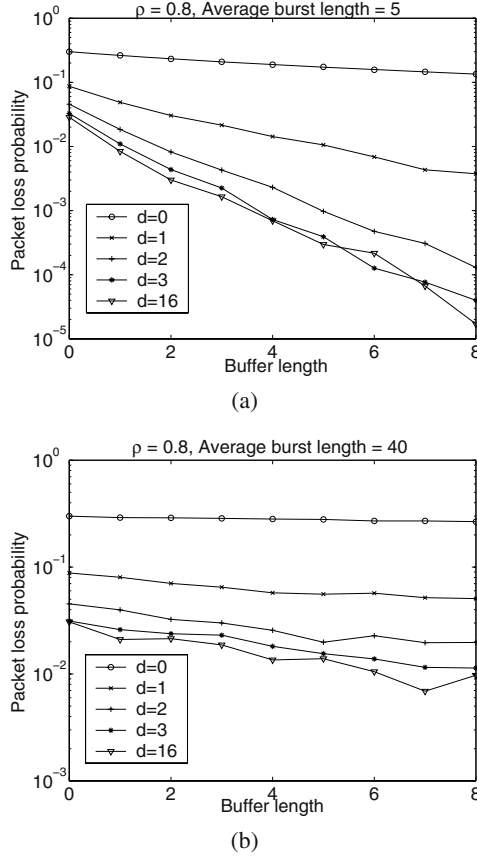 ρ = 0.8, Average burst length = 5
10^0
10^-1
10^-2
10^-3
10^-4
10^-5
Packet loss probability
d=0
d=1
d=2
d=3
d=16
0 2 4 6 8
Buffer length
(a)
ρ = 0.8, Average burst length = 40
10^0
10^-1
10^-2
10^-3
Packet loss probability
d=0
d=1
d=2
d=3
d=16
0 2 4 6 8
Buffer length
(b)